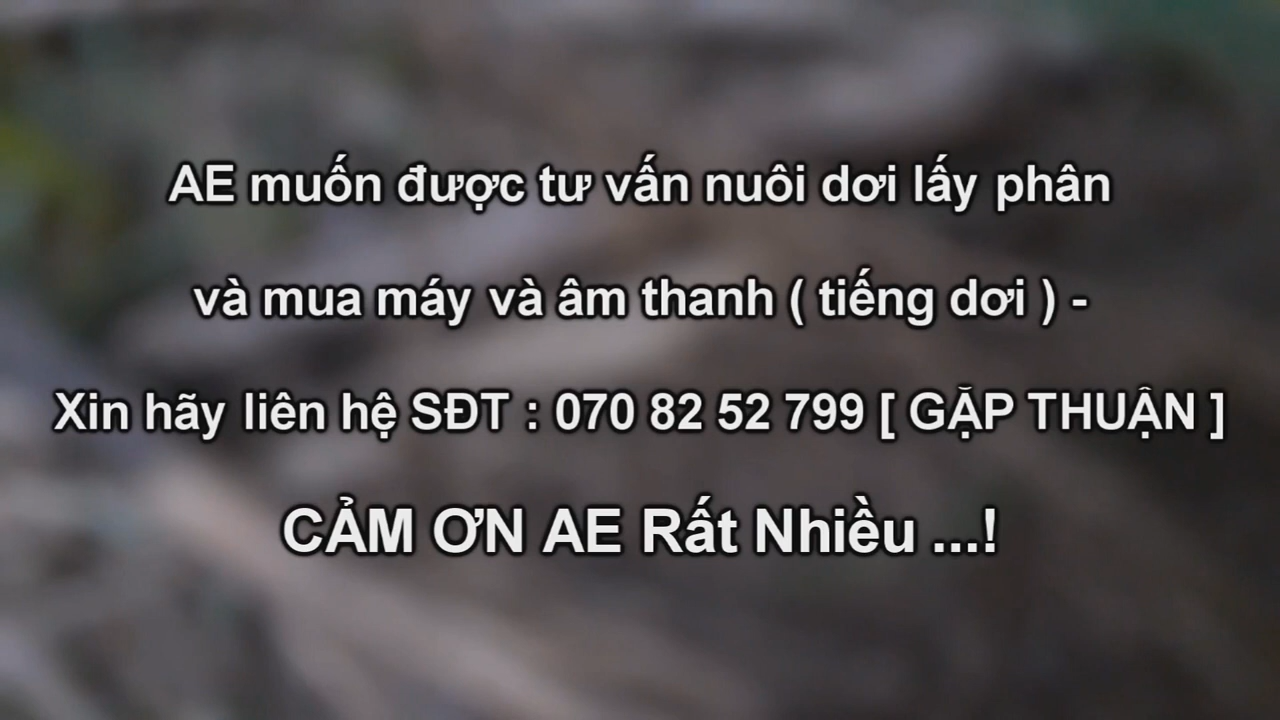 AE muốn được tư vấn nuôi dơi lấy phân
và mua máy và âm thanh ( tiếng dơi ) -
Xin hãy liên hệ SĐT : 070 82 52 799 [ GẶP THUẬN ]
CẢM ƠN AE Rất Nhiều ...!